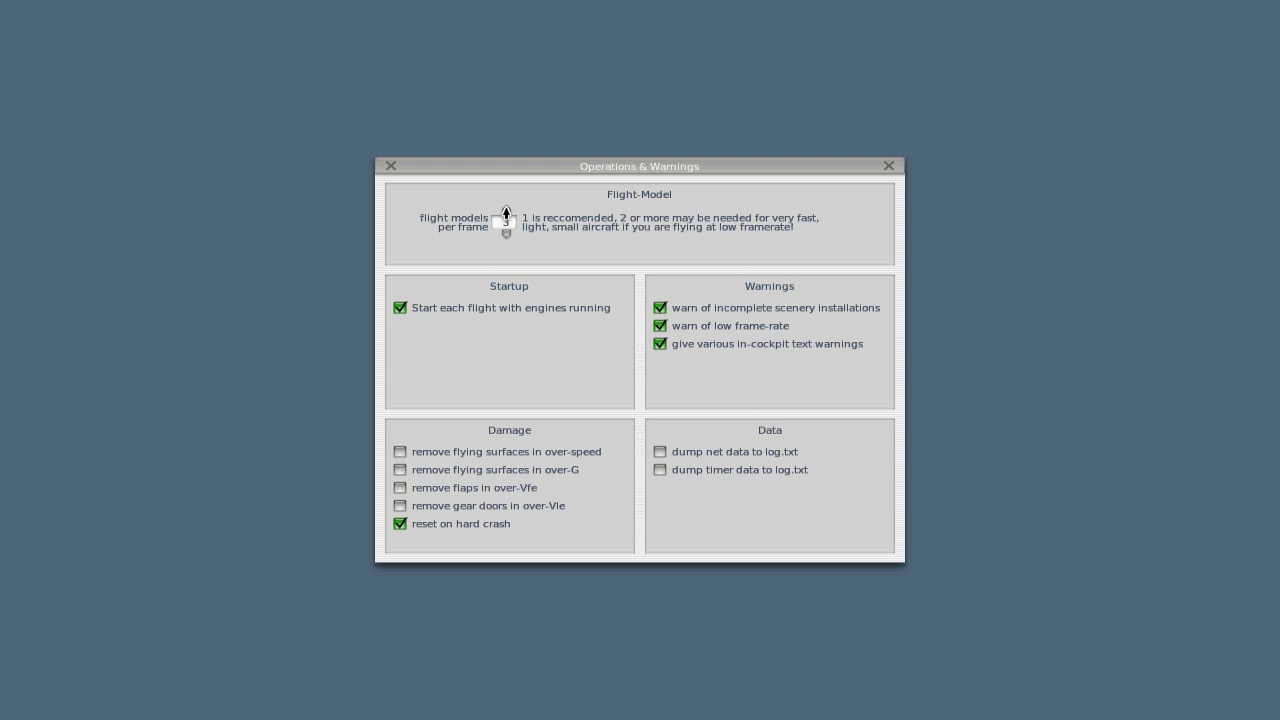 Operations & Warnings
Flight-Model
flight models
per frame
3
1 is reccomended, 2 or more may be needed for very fast,
light, small aircraft if you are flying at low framerate!
Startup
Start each flight with engines running
Warnings
warn of incomplete scenery installations
warn of low frame-rate
give various in-cockpit text warnings
Damage
remove flying surfaces in over-speed
remove flying surfaces in over-G
remove flaps in over-Vfe
remove gear doors in over-Vle
reset on hard crash
Data
dump net data to log.txt
dump timer data to log.txt